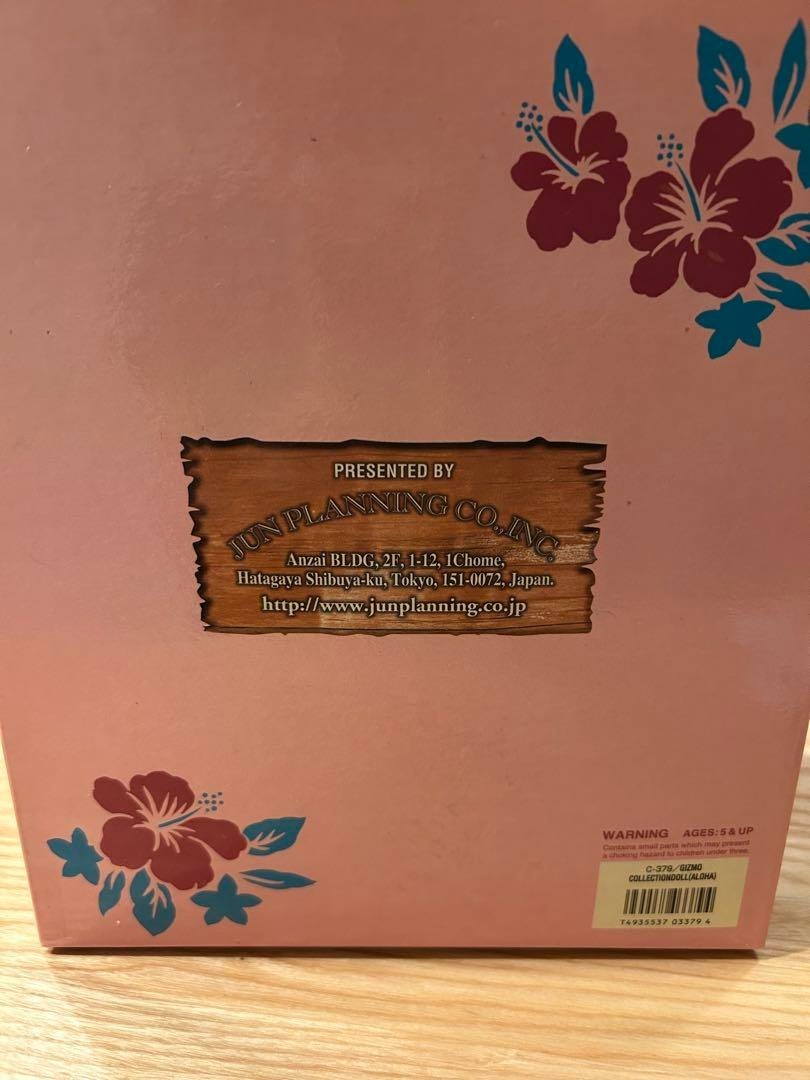 PRESENTED BY
JUN PLANNING CO.,INC.
Anzai BLDG, 2F, 1-12, 1Chome,
Hatagaya Shibuya-ku, Tokyo, 151-0072, Japan.
http://www.junplanning.co.jp
WARNING AGES: 5 & UP
Contains small parts which may present
a choking hazard to children under three.
C-379/GIZMO
COLLECTIONDOLL(ALOHA)
T4935537 03379 4